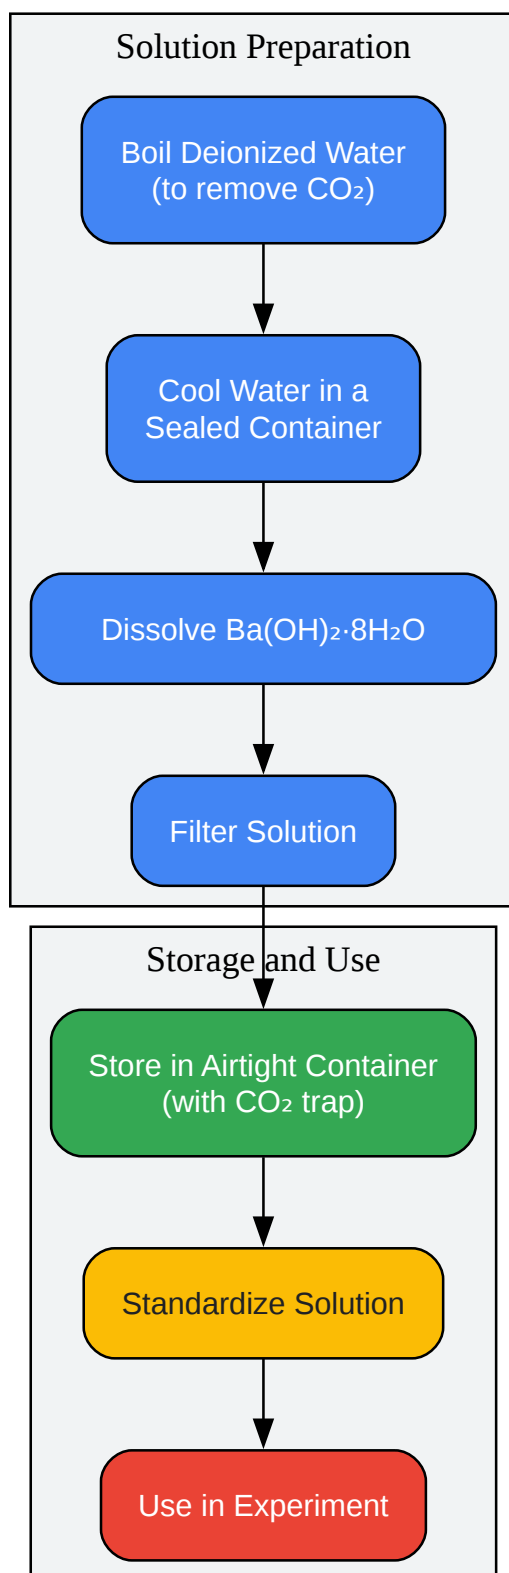 Solution Preparation
Boil Deionized Water
(to remove CO₂)
Cool Water in a
Sealed Container
Dissolve Ba(OH)₂·8H₂O
Filter Solution
Storage and Use
Store in Airtight Container
(with CO₂ trap)
Standardize Solution
Use in Experiment